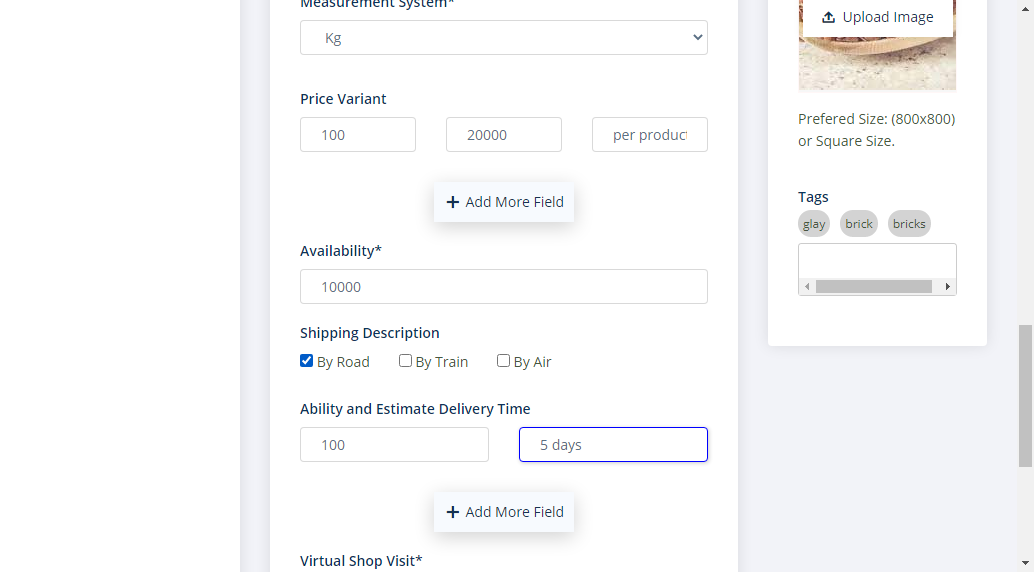 Measurement System*
Kg
Price Variant
100
20000
per product
Add More Field
Availability*
10000
Shipping Description
By Road
By Train
By Air
Ability and Estimate Delivery Time
100
5 days
Add More Field
Virtual Shop Visit*
Upload Image
Prefered Size: (800x800)
or Square Size.
Tags
glay
brick
bricks